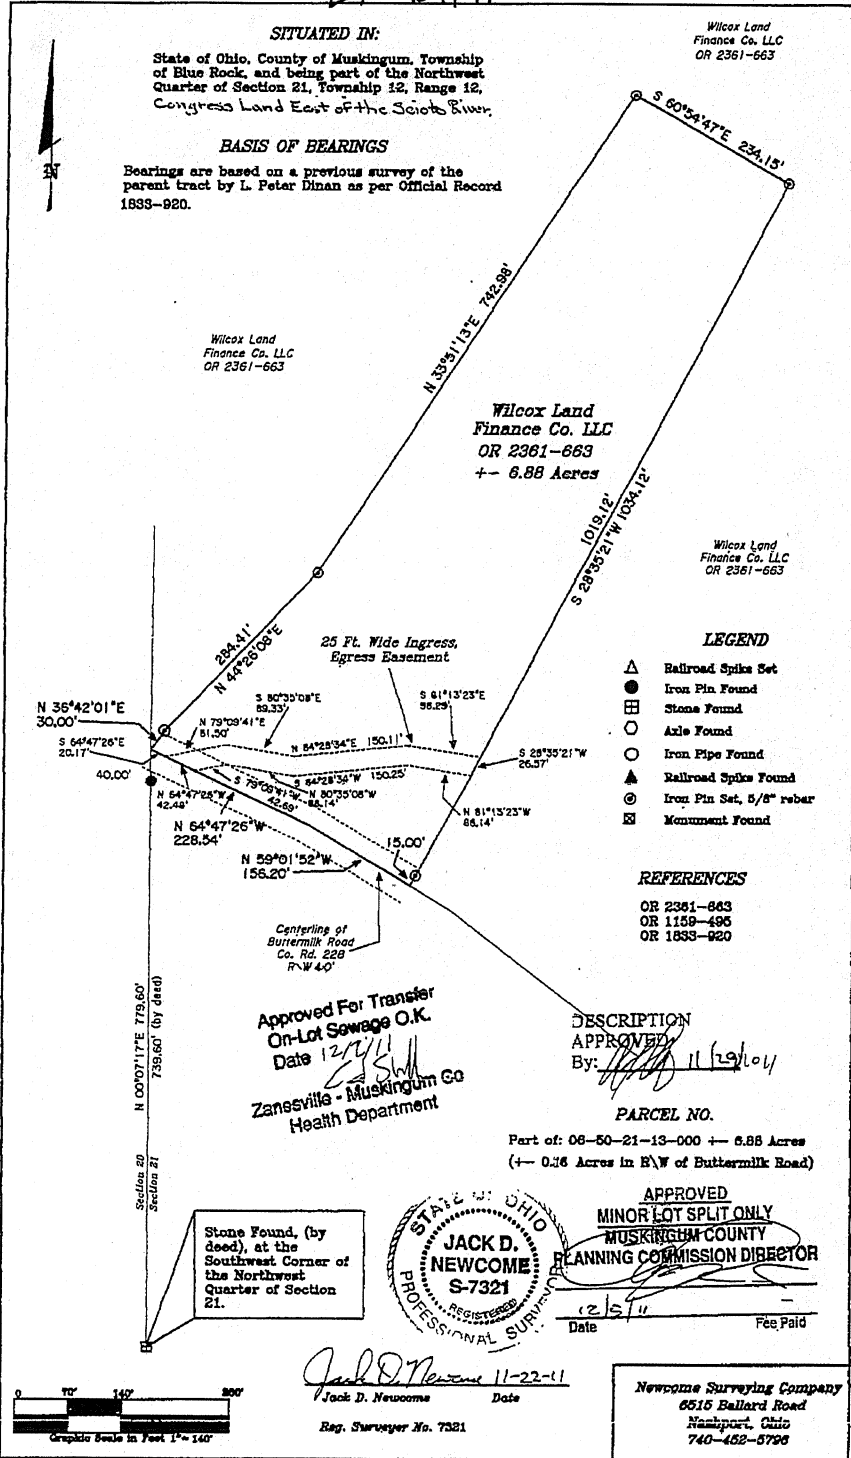 SITUATED IN:
State of Ohio, County of Muskingum, Township
of Blue Rock, and being part of the Northwest
Quarter of Section 21, Township 12, Range 12,
Congress Land East of the Scioto River.
BASIS OF BEARINGS
Bearings are based on a previous survey of the
parent tract by L. Peter Dinan as per Official Record
1833-920.
N
Wilcox Land
Finance Co. LLC
OR 2361-663
S 60°54'47"E 234.15'
N 33°51'13"E 742.98'
Wilcox Land
Finance Co. LLC
OR 2361-663
Wilcox Land
Finance Co. LLC
OR 2361-663
+- 6.88 Acres
1019.12'
S 28°35'21"W 1034.12'
Wilcox Land
Finance Co. LLC
OR 2361-663
284.41'
N 44°26'08"E
25 Ft. Wide Ingress,
Egress Easement
N 36°42'01"E
30.00'
S 64°47'26"E
20.17'
40.00'
N 79°09'41"E
51.50'
S 80°35'08"E
89.33'
N 84°28'34"E 150.11'
S 61°13'23"E
S 28°35'21"W
26.57'
S 79°09'41"W
42.69'
S 84°28'34"W 150.25'
N 80°35'08"W
N 61°13'23"W
N 64°47'26"W
42.48'
N 64°47'26"W
228.54'
N 59°01'52"W
156.20'
15.00'
Centerline of
Buttermilk Road
Co. Rd. 228
R\W 40'
LEGEND
Railroad Spike Set
Iron Pin Found
Stone Found
Axle Found
Iron Pipe Found
Railroad Spike Found
Iron Pin Set, 5/8" rebar
Monument Found
REFERENCES
OR 2361-663
OR 1159-495
OR 1833-920
N 00°07'17"E 779.60'
739.60' (by deed)
Section 20
Section 21
Approved For Transfer
On-Lot Sewage O.K.
Date 12/2/11
Zanesville - Muskingum Co
Health Department
DESCRIPTION
APPROVED
By:
PARCEL NO.
Part of: 06-50-21-13-000 +- 6.88 Acres
(+- 0.16 Acres in R\W of Buttermilk Road)
APPROVED
MINOR LOT SPLIT ONLY
MUSKINGUM COUNTY
PLANNING COMMISSION DIRECTOR
12/5/11
Date
Fee Paid
STATE OF OHIO
JACK D.
NEWCOME
S-7321
REGISTERED
PROFESSIONAL SURVEYOR
Stone Found, (by
deed), at the
Southwest Corner of
the Northwest
Quarter of Section
21.
Jack D. Newcome 11-22-11
Jack D. Newcome Date
Reg. Surveyor No. 7321
0 70' 140' 280'
Graphic Scale in Feet 1"= 140'
Newcome Surveying Company
6515 Ballard Road
Nashport, Ohio
740-452-5796